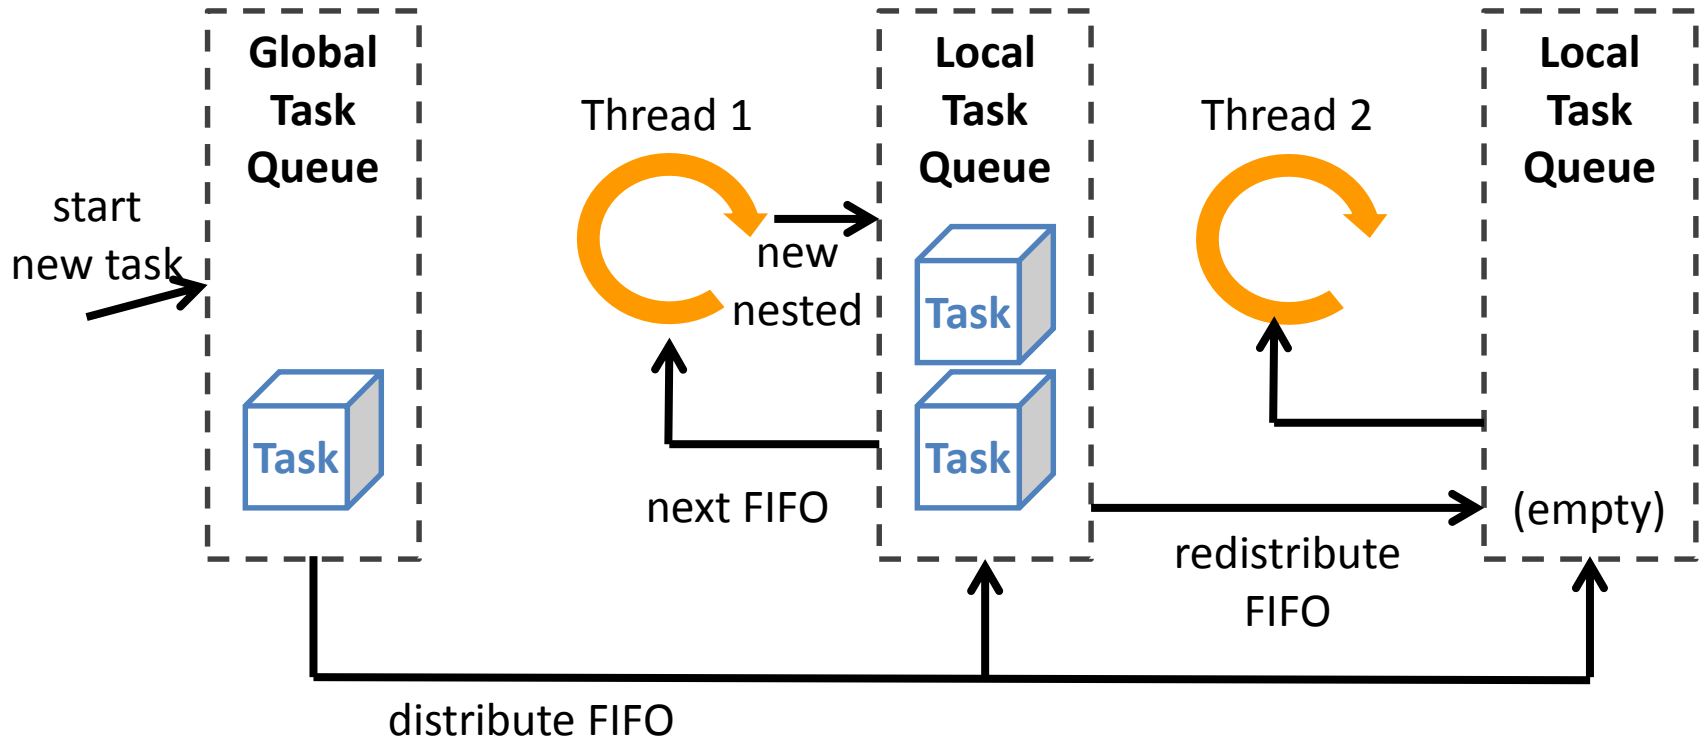 Global
Task
Queue
start
new task
Task
Thread 1
new
nested
next FIFO
Local
Task
Queue
Task
Task
Thread 2
redistribute
FIFO
Local
Task
Queue
(empty)
distribute FIFO